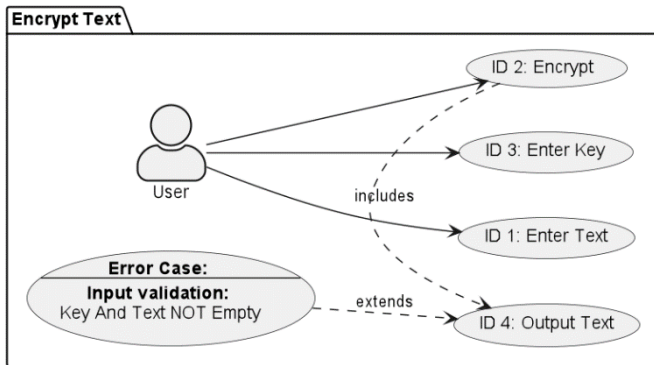 Encrypt Text
ID 2: Encrypt
ID 3: Enter Key
User
includes
ID 1: Enter Text
Error Case:
Input validation:
Key And Text NOT Empty
extends
ID 4: Output Text